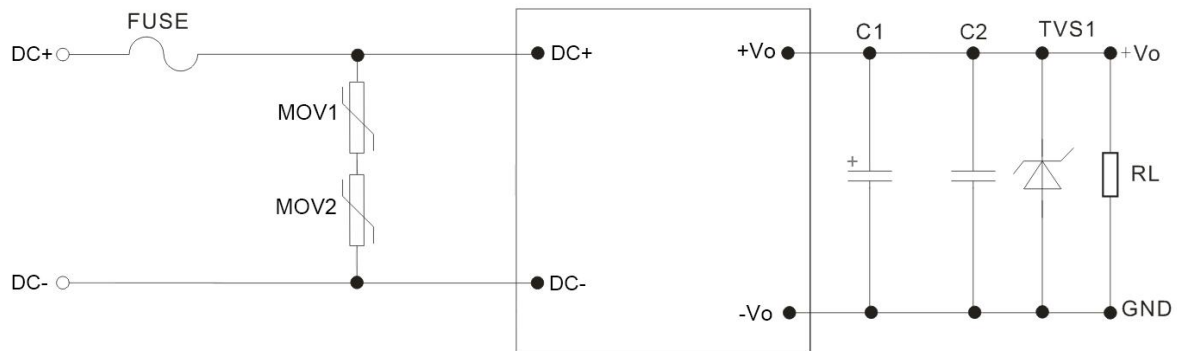 FUSE
C1 C2 TVS1
DC+ DC+ +Vo +Vo
MOV1
+ RL
MOV2
DC- DC- -Vo GND